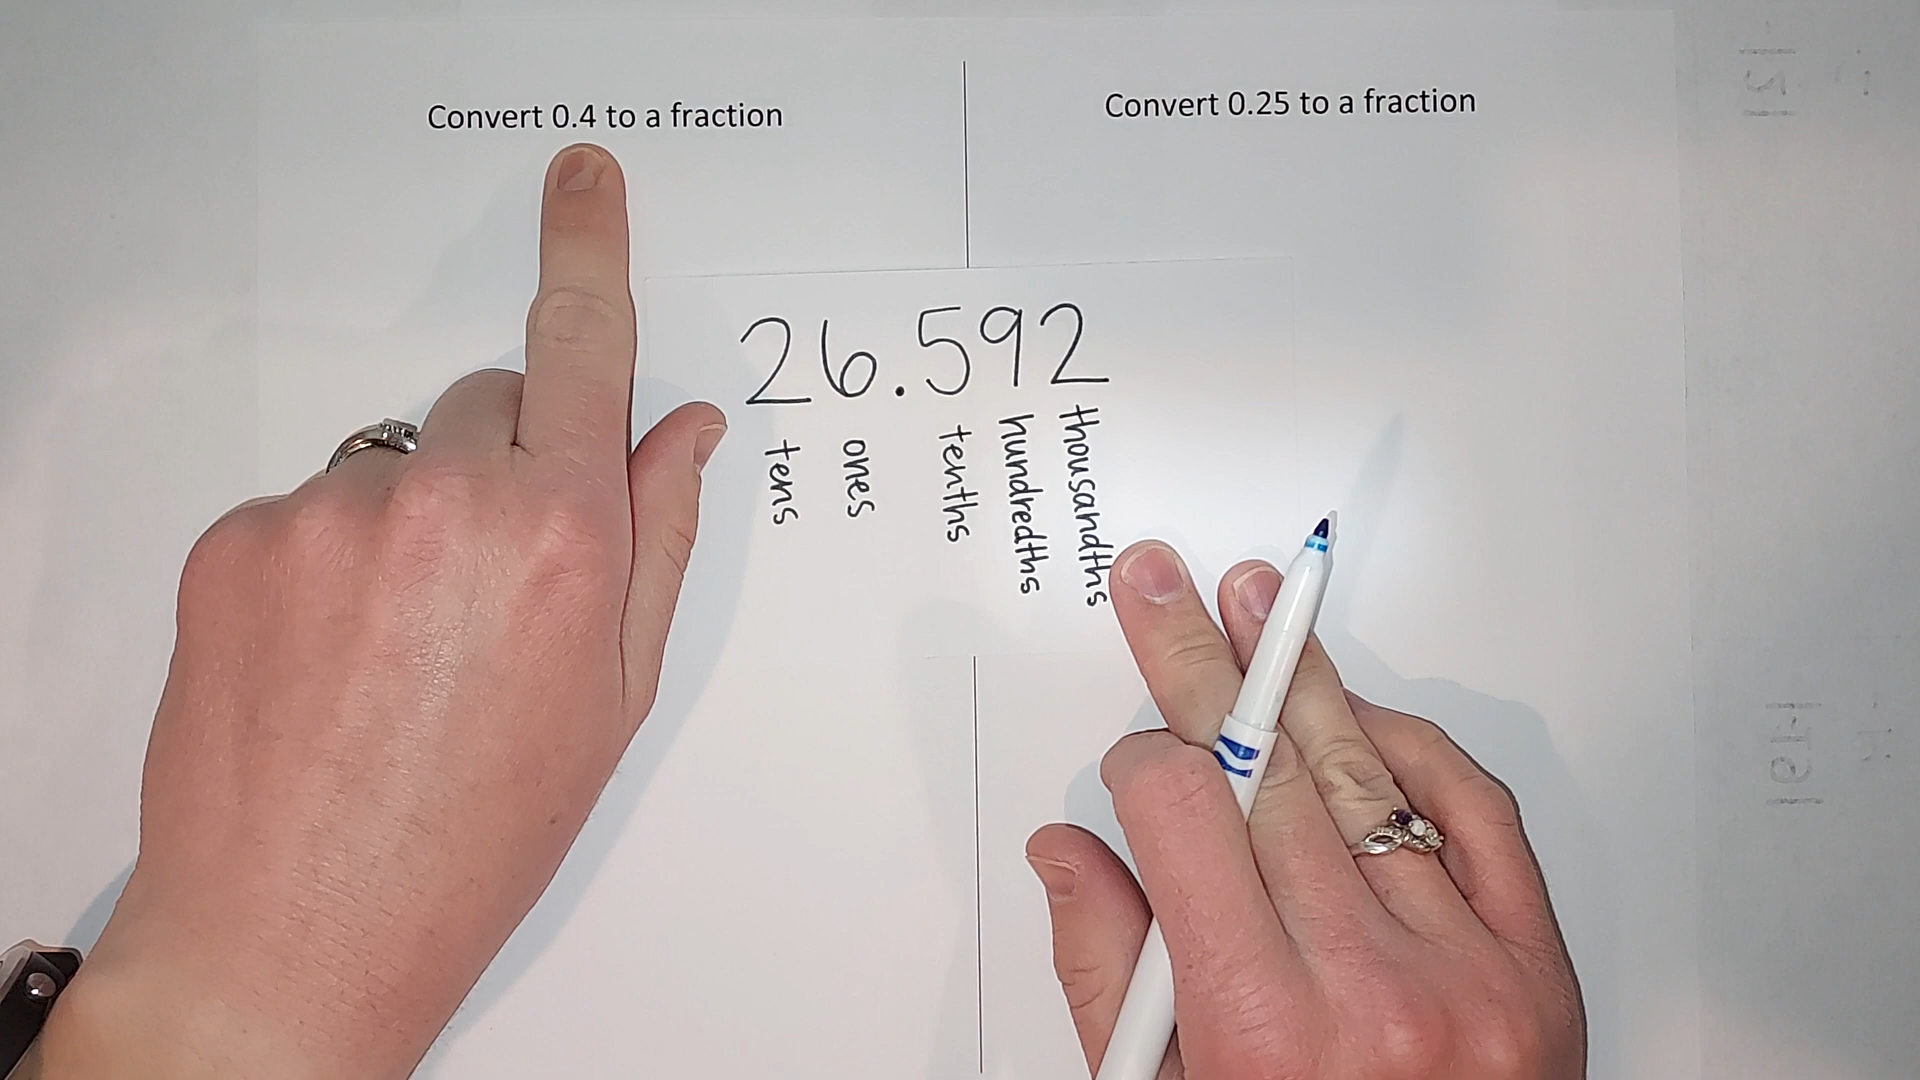 Convert 0.4 to a fraction
Convert 0.25 to a fraction
26.592
tens
ones
tenths
hundredths
thousandths